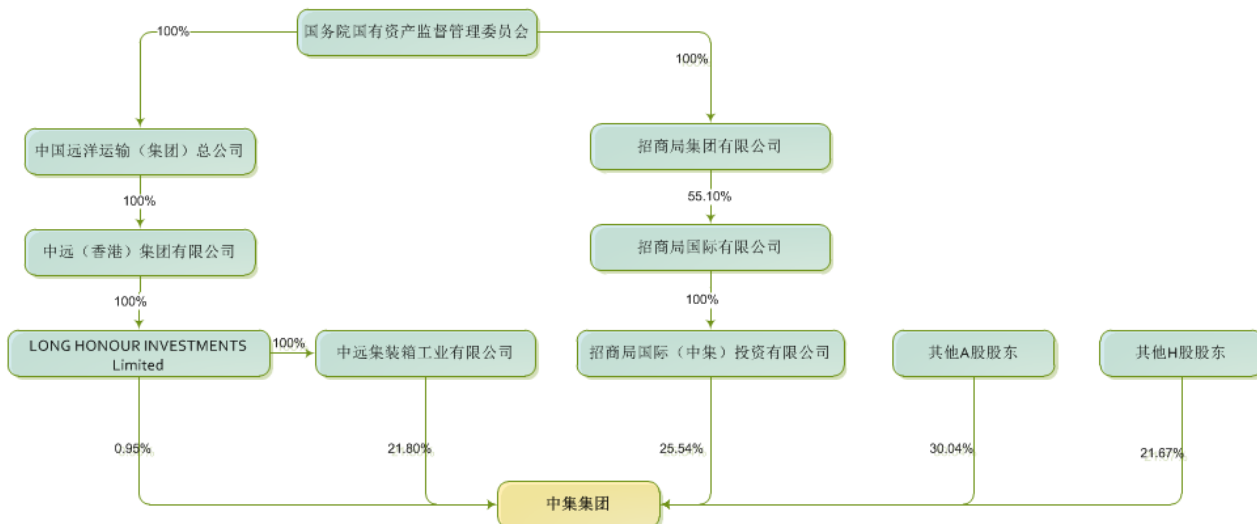 国务院国有资产监督管理委员会
100%
100%
中国远洋运输（集团）总公司
招商局集团有限公司
100%
55.10%
中远（香港）集团有限公司
招商局国际有限公司
100%
100%
LONG HONOUR INVESTMENTS
Limited
100%
中远集装箱工业有限公司
招商局国际（中集）投资有限公司
其他A股股东
其他H股股东
0.95%
21.80%
25.54%
30.04%
21.67%
中集集团